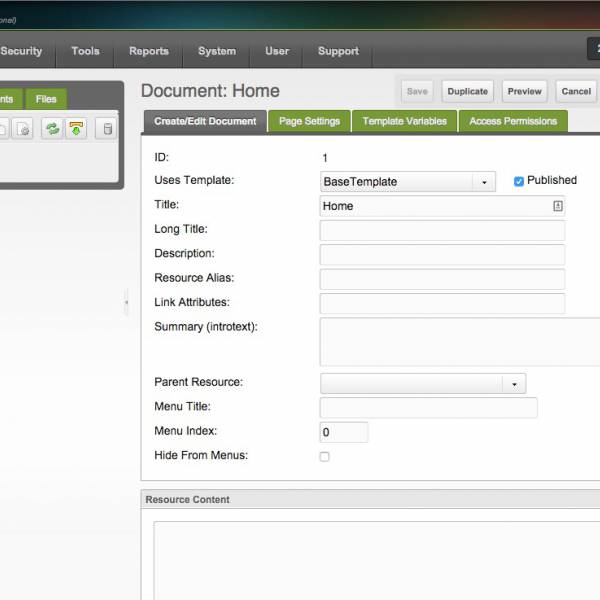 onal)
Security Tools Reports System User Support
nts Files
Document: Home Save Duplicate Preview Cancel
Create/Edit Document Page Settings Template Variables Access Permissions
ID: 1
Uses Template: BaseTemplate Published
Title: Home
Long Title:
Description:
Resource Alias:
Link Attributes:
Summary (introtext):
Parent Resource:
Menu Title:
Menu Index: 0
Hide From Menus:
Resource Content